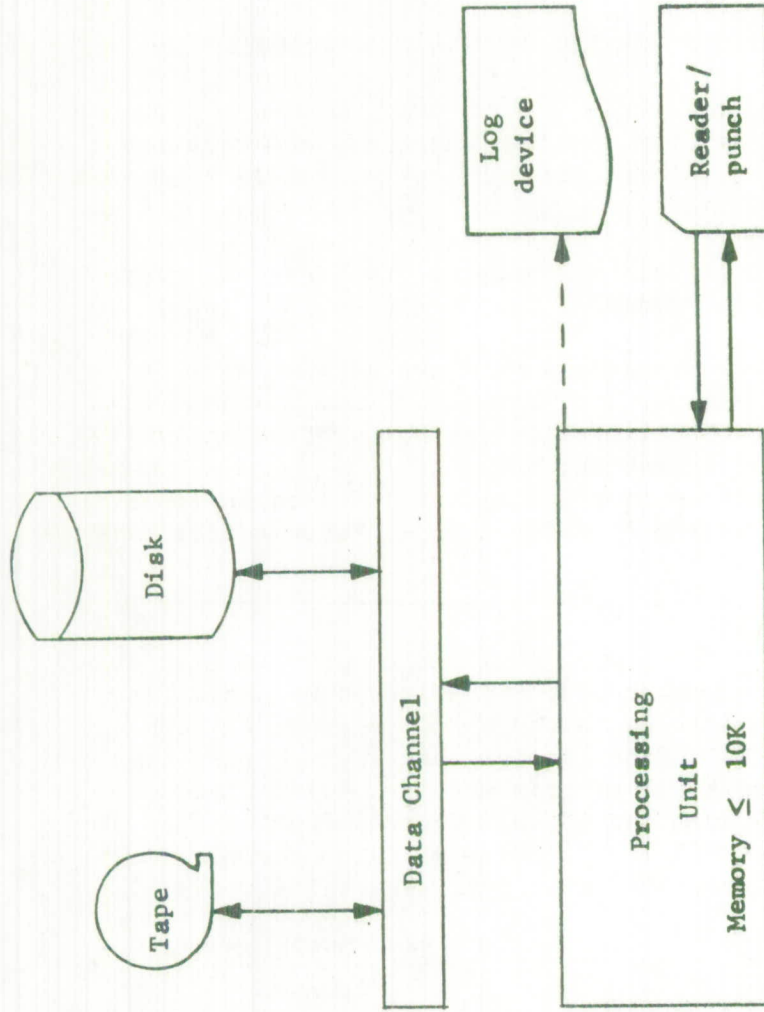 Tape
Disk
Data Channel
Log
device
Processing
Unit
Memory ≤ 10K
Reader/
punch